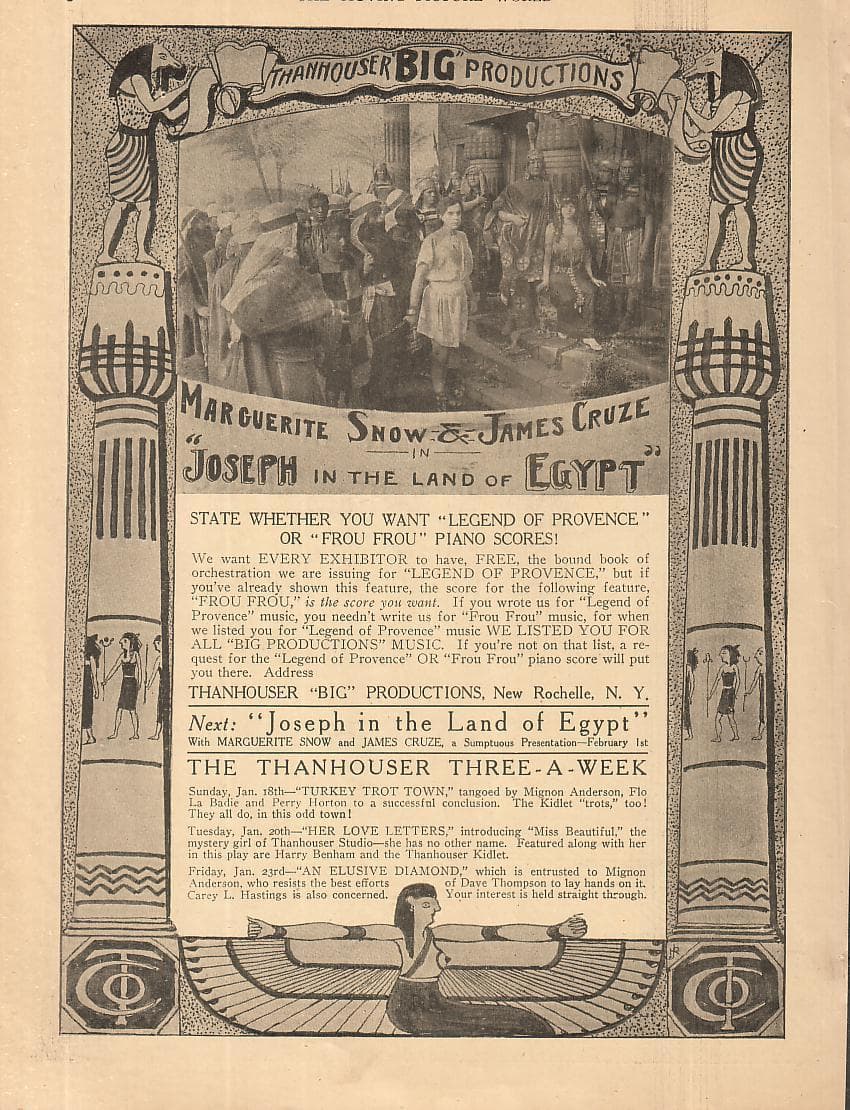 THE MOVING PICTURE WORLD
THANHOUSER "BIG" PRODUCTIONS
MARGUERITE SNOW & JAMES CRUZE
IN
"JOSEPH IN THE LAND OF EGYPT"
STATE WHETHER YOU WANT "LEGEND OF PROVENCE"
OR "FROU FROU" PIANO SCORES!
We want EVERY EXHIBITOR to have, FREE, the bound book of
orchestration we are issuing for "LEGEND OF PROVENCE," but if
you've already shown this feature, the score for the following feature,
"FROU FROU," is the score you want. If you wrote us for "Legend of
Provence" music, you needn't write us for "Frou Frou" music, for when
we listed you for "Legend of Provence" music WE LISTED YOU FOR
ALL "BIG PRODUCTIONS" MUSIC. If you're not on that list, a re-
quest for the "Legend of Provence" OR "Frou Frou" piano score will put
you there. Address
THANHOUSER "BIG" PRODUCTIONS, New Rochelle, N. Y.
Next: "Joseph in the Land of Egypt"
With MARGUERITE SNOW and JAMES CRUZE, a Sumptuous Presentation—February 1st
THE THANHOUSER THREE-A-WEEK
Sunday, Jan. 18th—"TURKEY TROT TOWN," tangoed by Mignon Anderson, Flo
La Badie and Perry Horton to a successful conclusion. The Kidlet "trots," too!
They all do, in this odd town!
Tuesday, Jan. 20th—"HER LOVE LETTERS," introducing "Miss Beautiful," the
mystery girl of Thanhouser Studio—she has no other name. Featured along with her
in this play are Harry Benham and the Thanhouser Kidlet.
Friday, Jan. 23rd—"AN ELUSIVE DIAMOND," which is entrusted to Mignon
Anderson, who resists the best efforts of Dave Thompson to lay hands on it.
Carey L. Hastings is also concerned. Your interest is held straight through.